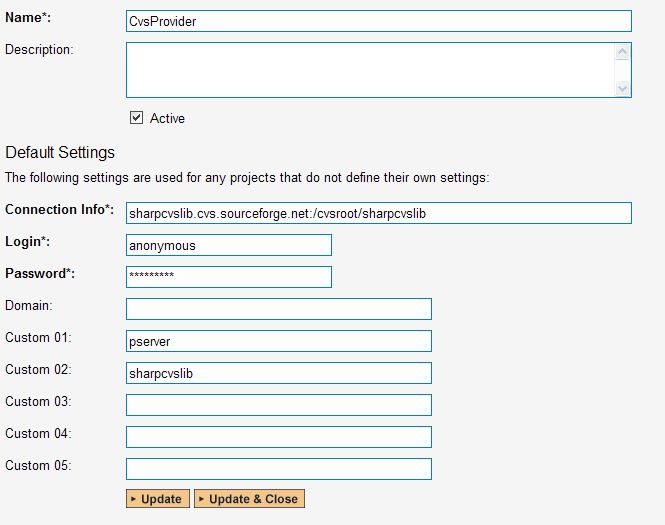 Name*: CvsProvider
Description:
Active
Default Settings
The following settings are used for any projects that do not define their own settings:
Connection Info*: sharpcvslib.cvs.sourceforge.net:/cvsroot/sharpcvslib
Login*: anonymous
Password*: *********
Domain:
Custom 01: pserver
Custom 02: sharpcvslib
Custom 03:
Custom 04:
Custom 05:
Update Update & Close